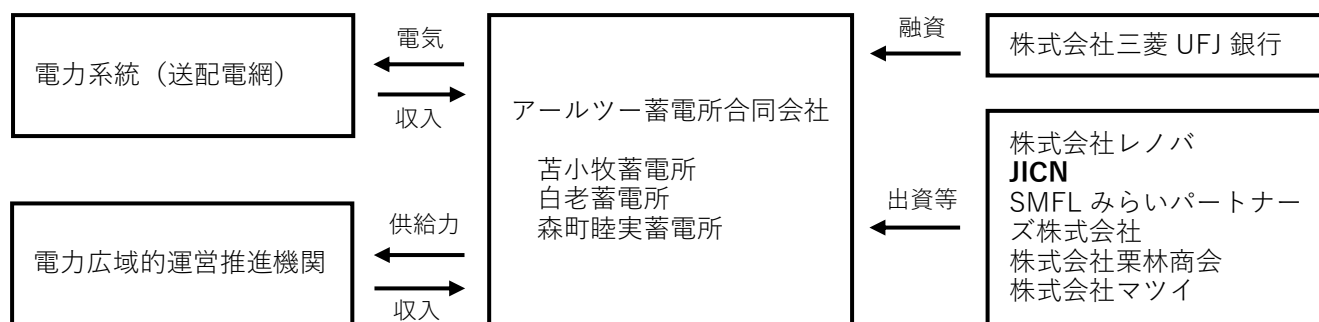 電力系統（送配電網）
電気
収入
電力広域的運営推進機関
供給力
収入
アールツー蓄電所合同会社
苫小牧蓄電所
白老蓄電所
森町睦実蓄電所
融資
株式会社三菱 UFJ 銀行
出資等
株式会社レノバ
JICN
SMFL みらいパートナー
ズ株式会社
株式会社栗林商会
株式会社マツイ